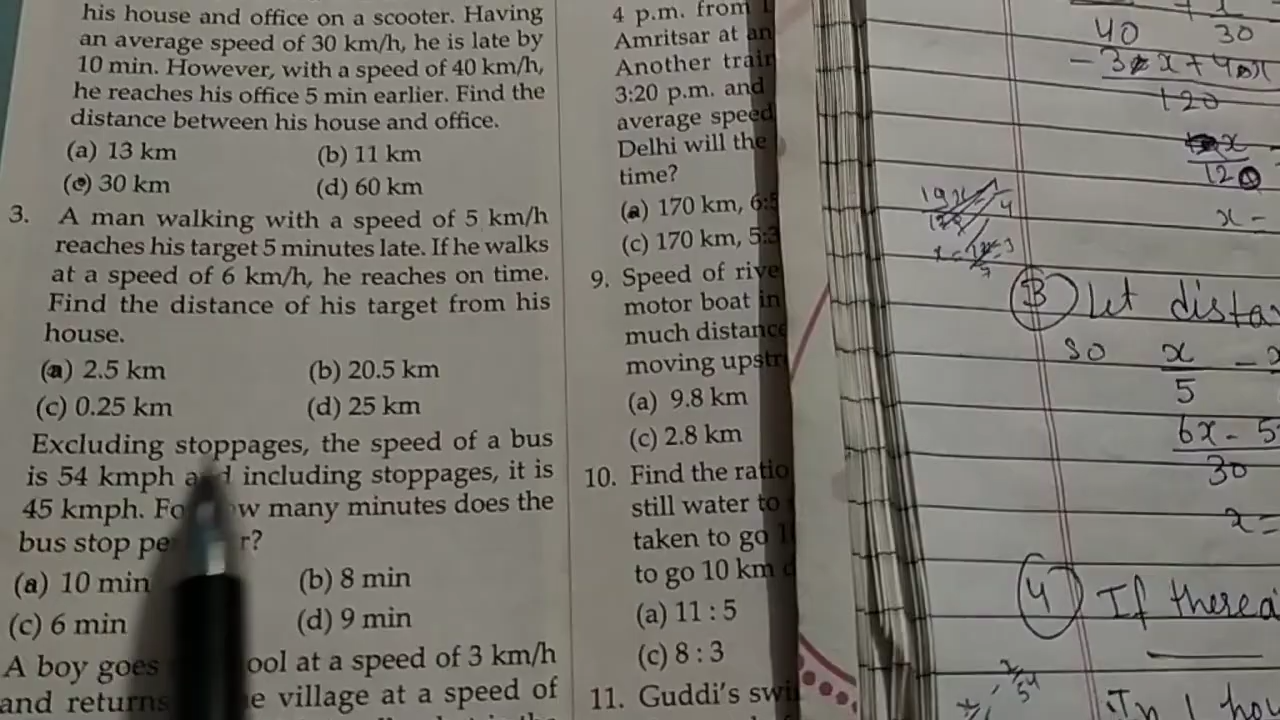 his house and office on a scooter. Having
an average speed of 30 km/h, he is late by
10 min. However, with a speed of 40 km/h,
he reaches his office 5 min earlier. Find the
distance between his house and office.
(a) 13 km (b) 11 km
(c) 30 km (d) 60 km
3. A man walking with a speed of 5 km/h
reaches his target 5 minutes late. If he walks
at a speed of 6 km/h, he reaches on time.
Find the distance of his target from his
house.
(a) 2.5 km (b) 20.5 km
(c) 0.25 km (d) 25 km
Excluding stoppages, the speed of a bus
is 54 kmph and including stoppages, it is
45 kmph. many minutes does the
bus stop
(a) 10 min (b) 8 min
(c) 6 min (d) 9 min
A boy goes at a speed of 3 km/h
and returns village at a speed of
4 p.m. from
Amritsar at an
Another train
3:20 p.m. and
average speed
Delhi will the
time?
(a) 170 km,
(c) 170 km,
9. Speed of
motor boat in
much distance
moving
(a) 9.8 km
(c) 2.8 km
10. Find the ratio
still water to
taken to go
to go 10 km
(a) 11 : 5
(c) 8 : 3
11. Guddi's
40 30
120
x
120
x -
3 Let
so x/5 -
6x - 5
30
x =
4 If
In 1